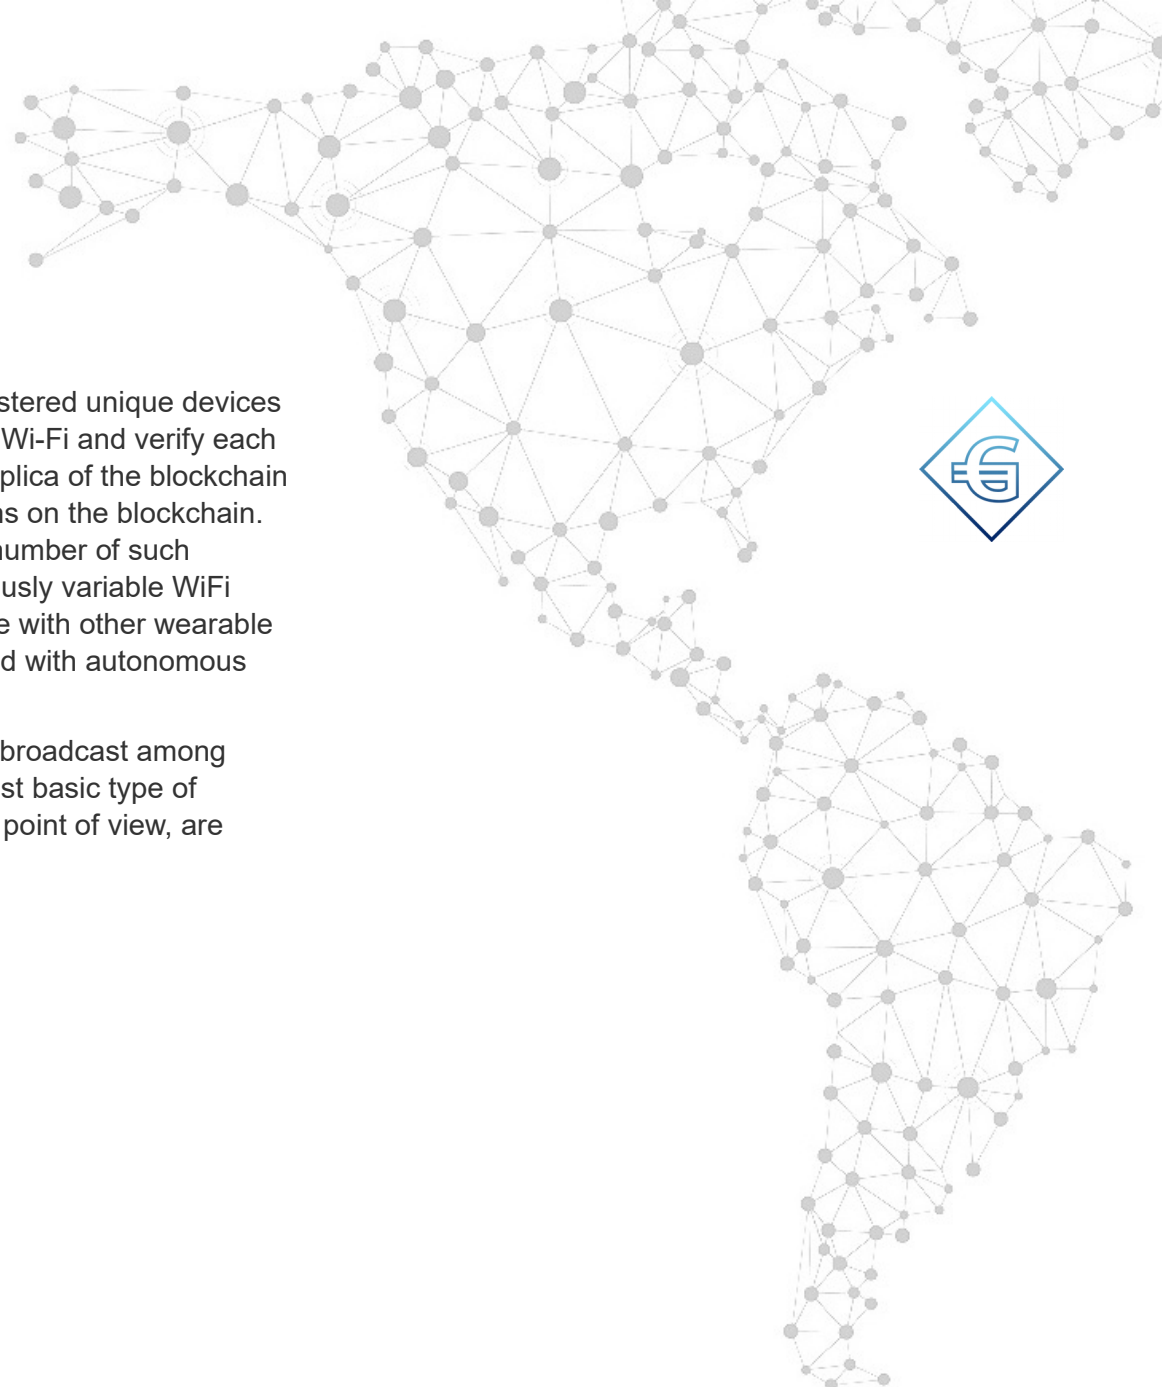 stered unique devices
Wi-Fi and verify each
plica of the blockchain
ns on the blockchain.
number of such
usly variable WiFi
e with other wearable
d with autonomous
broadcast among
st basic type of
point of view, are